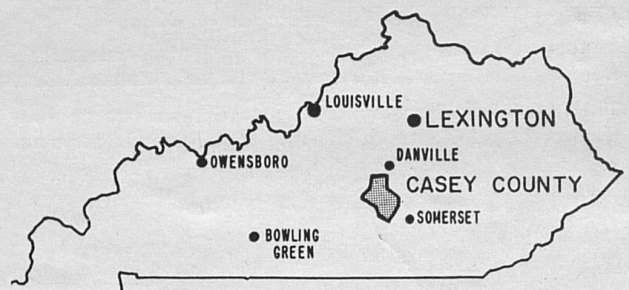 LOUISVILLE
LEXINGTON
OWENSBORO
DANVILLE
CASEY COUNTY
SOMERSET
BOWLING
GREEN